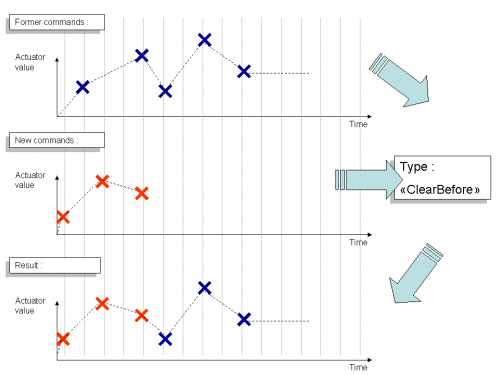 Former commands :
Actuator
value
Time
New commands :
Actuator
value
Time
Type :
«ClearBefore»
Result :
Actuator
value
Time